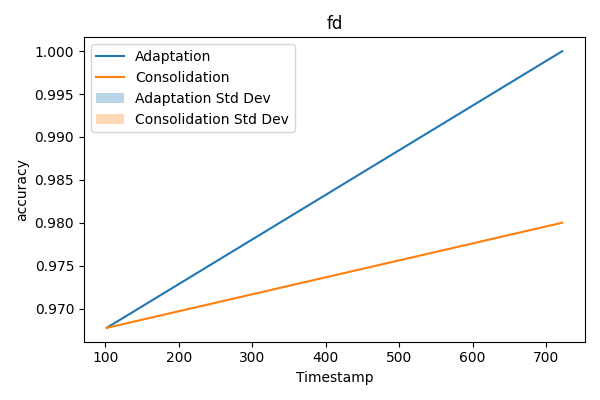 fd
1.000
0.995
0.990
0.985
0.980
0.975
0.970
accuracy
Adaptation
Consolidation
Adaptation Std Dev
Consolidation Std Dev
100 200 300 400 500 600 700
Timestamp